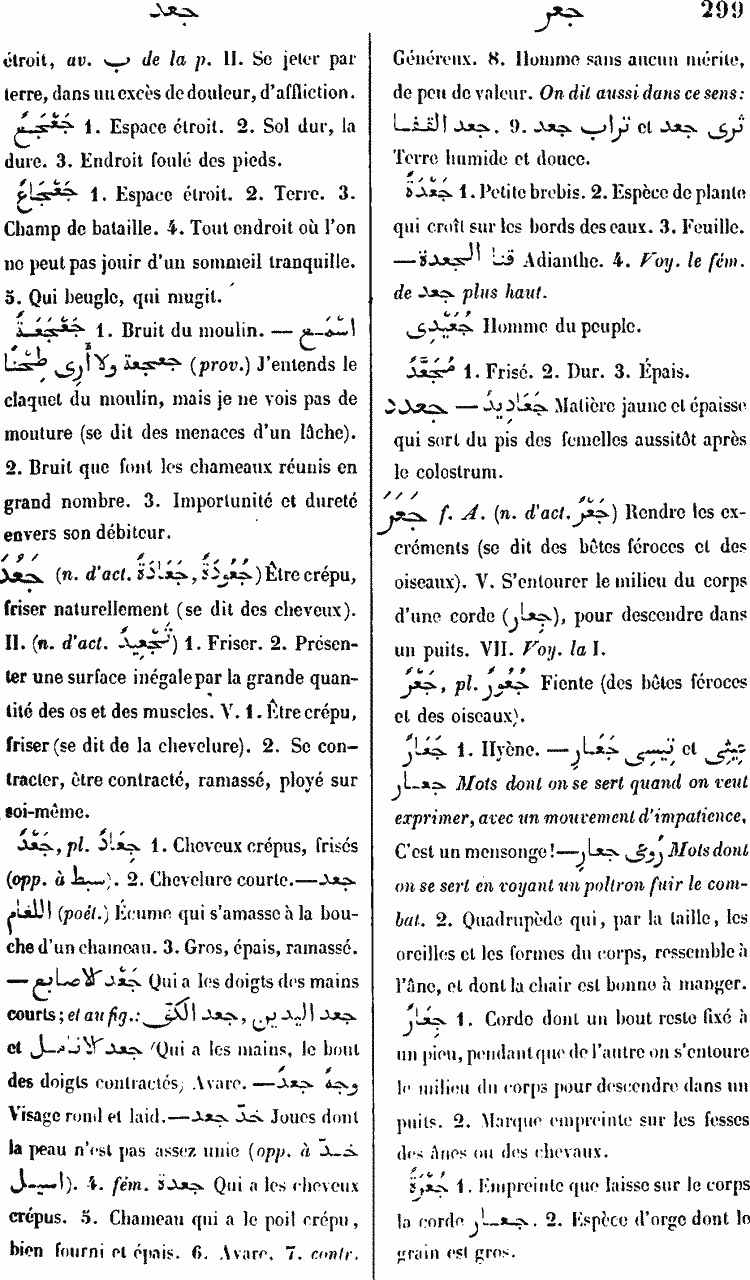 جعد جعر 299
étroit, av. ب de la p. II. Se jeter par
terre, dans un excès de douleur, d'affliction.
جَعْجَعٌ 1. Espace étroit. 2. Sol dur, la
dure. 3. Endroit foulé des pieds.
جَعْجَاعٌ 1. Espace étroit. 2. Terre. 3.
Champ de bataille. 4. Tout endroit où l'on
ne peut pas jouir d'un sommeil tranquille.
5. Qui beugle, qui mugit.
جَعْجَعَةٌ 1. Bruit du moulin. — اسْمَع
جعجعة ولا أرى طِحْنًا (prov.) J'entends le
claquet du moulin, mais je ne vois pas de
mouture (se dit des menaces d'un lâche).
2. Bruit que font les chameaux réunis en
grand nombre. 3. Importunité et dureté
envers son débiteur.
جَعُدَ (n. d'act. جُعُودَةٌ, جَعَادَةٌ) Être crépu,
friser naturellement (se dit des cheveux).
II. (n. d'act. تَجْعِيدٌ) 1. Friser. 2. Présen-
ter une surface inégale par la grande quan-
tité des os et des muscles. V. 1. Être crépu,
friser (se dit de la chevelure). 2. Se con-
tracter, être contracté, ramassé, ployé sur
soi-même.
جَعْدٌ, pl. جِعَادٌ 1. Cheveux crépus, frisés
(opp. à سبط). 2. Chevelure courte.—جعد
اللغام (poét.) Écume qui s'amasse à la bou-
che d'un chameau. 3. Gros, épais, ramassé.
— جَعْد الاصابع Qui a les doigts des mains
courts; et au fig.: جعد اليدين, جعد الكفّ
et جعد الانامل Qui a les mains, le bout
des doigts contractés, Avare. — وجهٌ جعدٌ
Visage rond et laid.—خدّ جعد Joues dont
la peau n'est pas assez unie (opp. à خدّ
اسيل). 4. fém. جعدة Qui a les cheveux
crépus. 5. Chameau qui a le poil crépu,
bien fourni et épais. 6. Avare. 7. contr.
Généreux. 8. Homme sans aucun mérite,
de peu de valeur. On dit aussi dans ce sens:
جعد القفا. 9. تراب جعد et ثرى جعد
Terre humide et douce.
جَعْدَةٌ 1. Petite brebis. 2. Espèce de plante
qui croît sur les bords des eaux. 3. Feuille.
— قنا الجعدة Adianthe. 4. Voy. le fém.
de جعد plus haut.
جُعَيْدِى Homme du peuple.
مُجَعَّدٌ 1. Frisé. 2. Dur. 3. Épais.
جعدد — جَعَادِيدُ Matière jaune et épaisse
qui sort du pis des femelles aussitôt après
le colostrum.
جَعَرَ f. A. (n. d'act. جَعْرٌ) Rendre les ex-
créments (se dit des bêtes féroces et des
oiseaux). V. S'entourer le milieu du corps
d'une corde (جِعار), pour descendre dans
un puits. VII. Voy. la I.
جَعْرٌ, pl. جُعُورٌ Fiente (des bêtes féroces
et des oiseaux).
جَعَارٌ 1. Hyène. — تِيسِى جَعَارِ et عِيثِى
جعار Mots dont on se sert quand on veut
exprimer, avec un mouvement d'impatience,
C'est un mensonge!—رُوغى جعارِ Mots dont
on se sert en voyant un poltron fuir le com-
bat. 2. Quadrupède qui, par la taille, les
oreilles et les formes du corps, ressemble à
l'âne, et dont la chair est bonne à manger.
جِعَارٌ 1. Corde dont un bout reste fixé à
un pieu, pendant que de l'autre on s'entoure
le milieu du corps pour descendre dans un
puits. 2. Marque empreinte sur les fesses
des ânes ou des chevaux.
جُعْرَةٌ 1. Empreinte que laisse sur le corps
la corde جعار. 2. Espèce d'orge dont le
grain est gros.